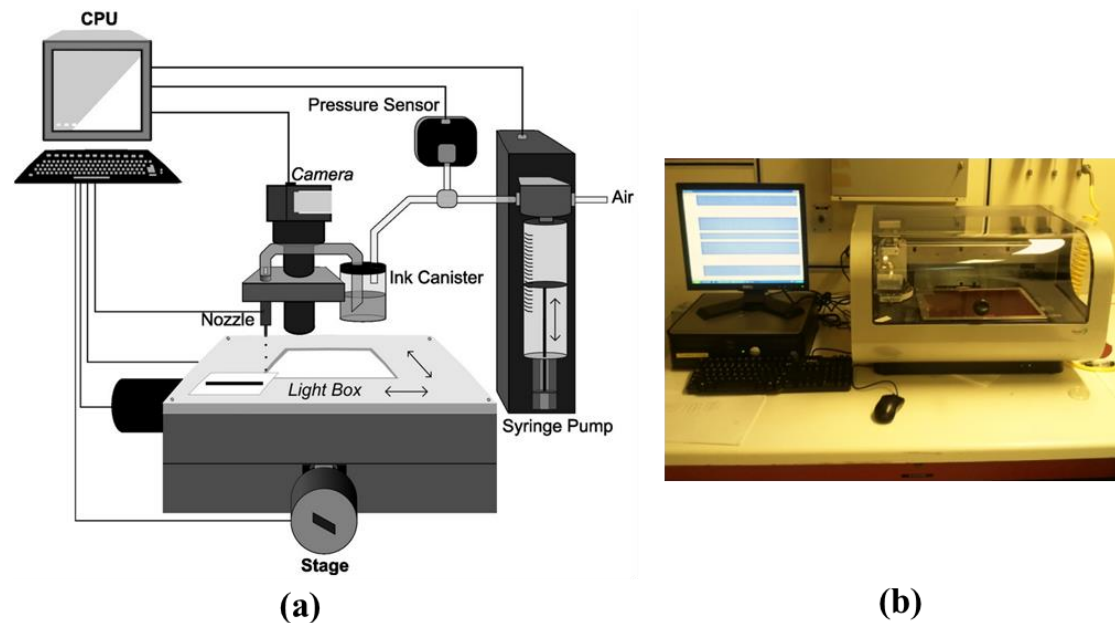 CPU
Pressure Sensor
Camera
Air
Ink Canister
Nozzle
Light Box
Syringe Pump
Stage
(a)
(b)